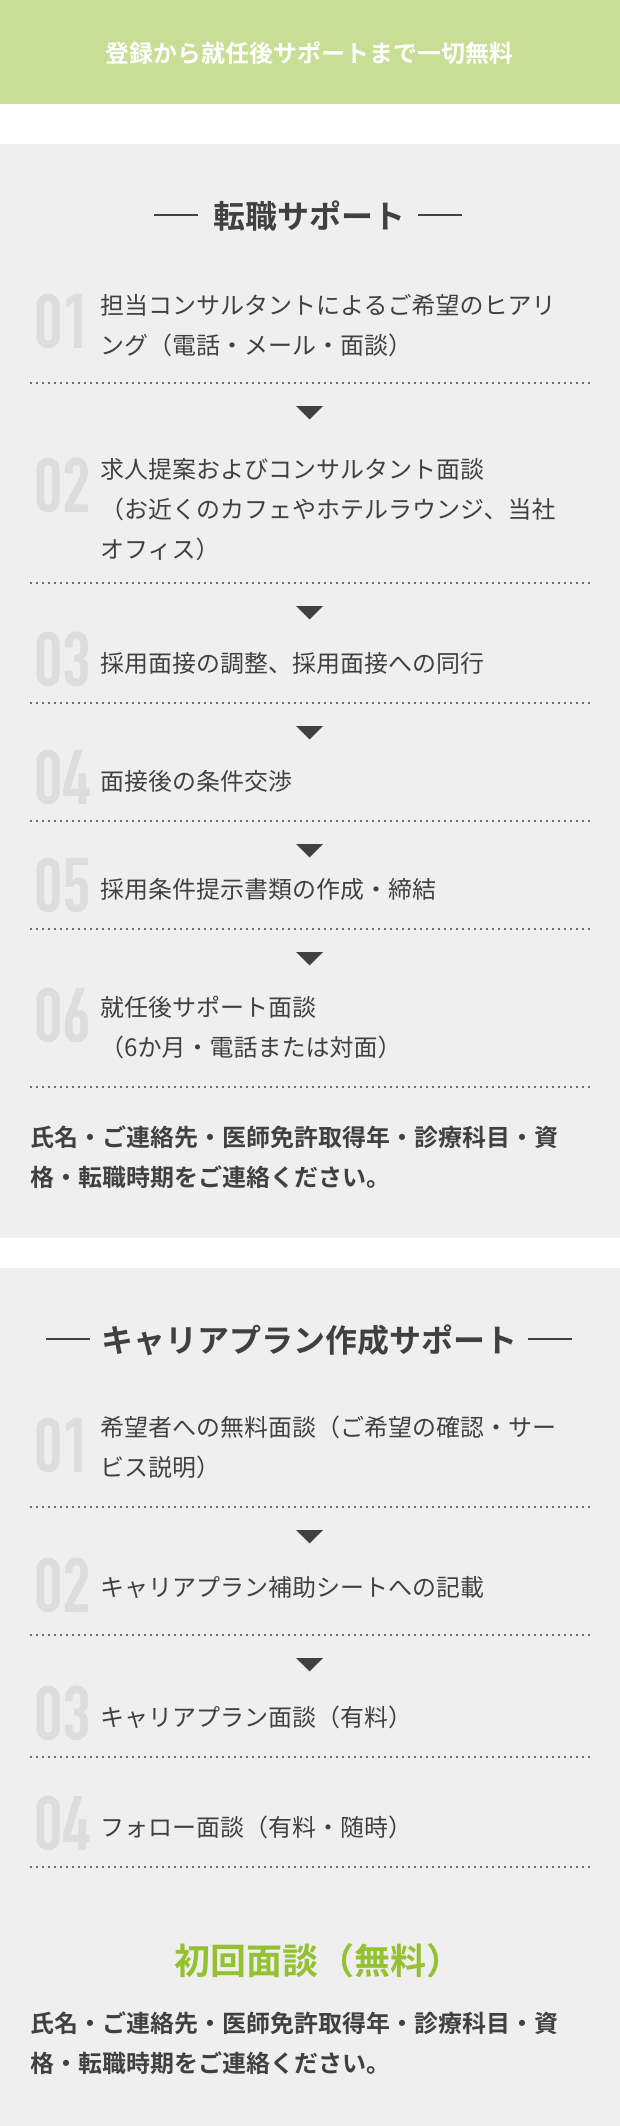 登録から就任後サポートまで一切無料
転職サポート
01
担当コンサルタントによるご希望のヒアリ
ング（電話・メール・面談）
02
求人提案およびコンサルタント面談
（お近くのカフェやホテルラウンジ、当社
オフィス）
03
採用面接の調整、採用面接への同行
04
面接後の条件交渉
05
採用条件提示書類の作成・締結
06
就任後サポート面談
（6か月・電話または対面）
氏名・ご連絡先・医師免許取得年・診療科目・資
格・転職時期をご連絡ください。
キャリアプラン作成サポート
01
希望者への無料面談（ご希望の確認・サー
ビス説明）
02
キャリアプラン補助シートへの記載
03
キャリアプラン面談（有料）
04
フォロー面談（有料・随時）
初回面談（無料）
氏名・ご連絡先・医師免許取得年・診療科目・資
格・転職時期をご連絡ください。